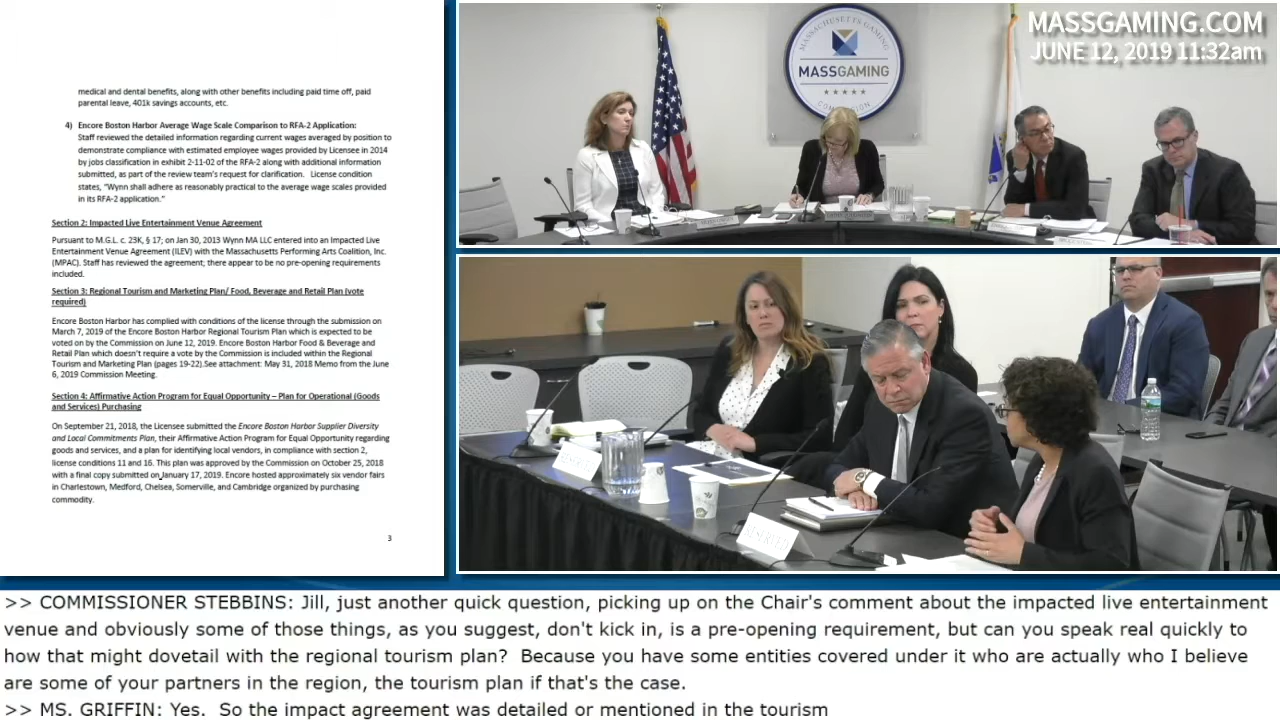 medical and dental benefits, along with other benefits including paid time off, paid
parental leave, 401k savings accounts, etc.
4) Encore Boston Harbor Average Wage Scale Comparison to RFA-2 Application:
Staff reviewed the detailed information regarding current wages averaged by position to
demonstrate compliance with estimated employee wages provided by Licensee in 2014
by jobs classification in exhibit 2-11-02 of the RFA-2 along with additional information
submitted, as part of the review team's request for clarification. License condition
states, "Wynn shall adhere as reasonably practical to the average wage scales provided
in its RFA-2 application."
Section 2: Impacted Live Entertainment Venue Agreement
Pursuant to M.G.L. c. 23K, § 17; on Jan 30, 2013 Wynn MA LLC entered into an Impacted Live
Entertainment Venue Agreement (ILEV) with the Massachusetts Performing Arts Coalition, Inc.
(MPAC). Staff has reviewed the agreement; there appear to be no pre-opening requirements
included.
Section 3: Regional Tourism and Marketing Plan/ Food, Beverage and Retail Plan (vote
required)
Encore Boston Harbor has complied with conditions of the license through the submission on
March 7, 2019 of the Encore Boston Harbor Regional Tourism Plan which is expected to be
voted on by the Commission on June 12, 2019. Encore Boston Harbor Food & Beverage and
Retail Plan which doesn't require a vote by the Commission is included within the Regional
Tourism and Marketing Plan (pages 19-22).See attachment: May 31, 2018 Memo from the June
6, 2019 Commission Meeting.
Section 4: Affirmative Action Program for Equal Opportunity – Plan for Operational (Goods
and Services) Purchasing
On September 21, 2018, the Licensee submitted the Encore Boston Harbor Supplier Diversity
and Local Commitments Plan, their Affirmative Action Program for Equal Opportunity regarding
goods and services, and a plan for identifying local vendors, in compliance with section 2,
license conditions 11 and 16. This plan was approved by the Commission on October 25, 2018
with a final copy submitted on January 17, 2019. Encore hosted approximately six vendor fairs
in Charlestown, Medford, Chelsea, Somerville, and Cambridge organized by purchasing
commodity.
3
MASSACHUSETTS GAMING
MASSGAMING
COMMISSION
MASSGAMING.COM
JUNE 12, 2019 11:32am
RESERVED
RESERVED
>> COMMISSIONER STEBBINS: Jill, just another quick question, picking up on the Chair's comment about the impacted live entertainment
venue and obviously some of those things, as you suggest, don't kick in, is a pre-opening requirement, but can you speak real quickly to
how that might dovetail with the regional tourism plan?  Because you have some entities covered under it who are actually who I believe
are some of your partners in the region, the tourism plan if that's the case.
>> MS. GRIFFIN: Yes.  So the impact agreement was detailed or mentioned in the tourism